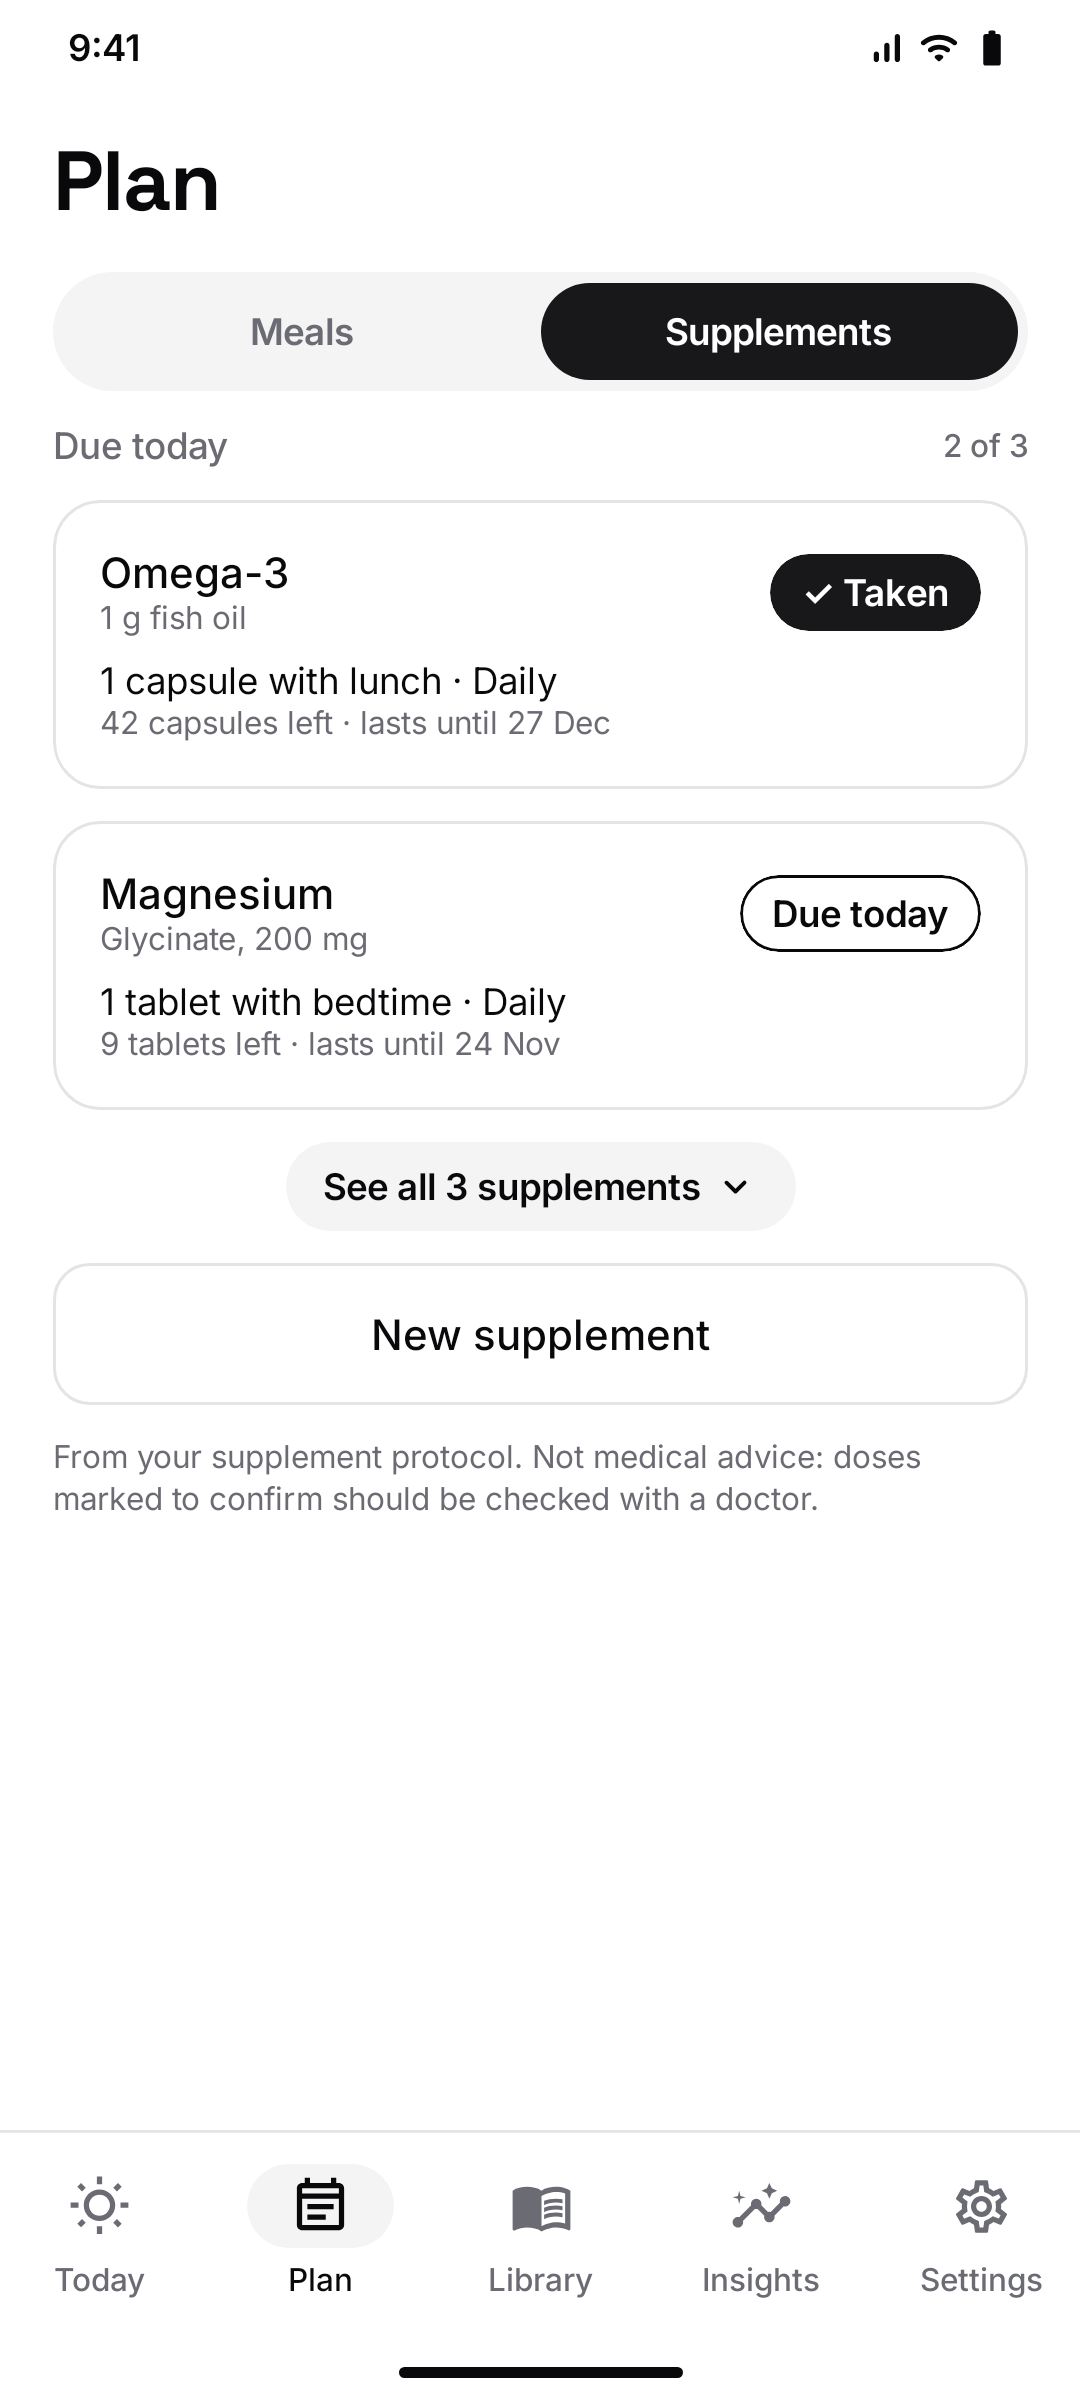 9:41
Plan
Meals
Supplements
Due today
2 of 3
Omega-3
Taken
1 g fish oil
1 capsule with lunch · Daily
42 capsules left · lasts until 27 Dec
Magnesium
Due today
Glycinate, 200 mg
1 tablet with bedtime · Daily
9 tablets left · lasts until 24 Nov
See all 3 supplements
New supplement
From your supplement protocol. Not medical advice: doses
marked to confirm should be checked with a doctor.
Today
Plan
Library
Insights
Settings